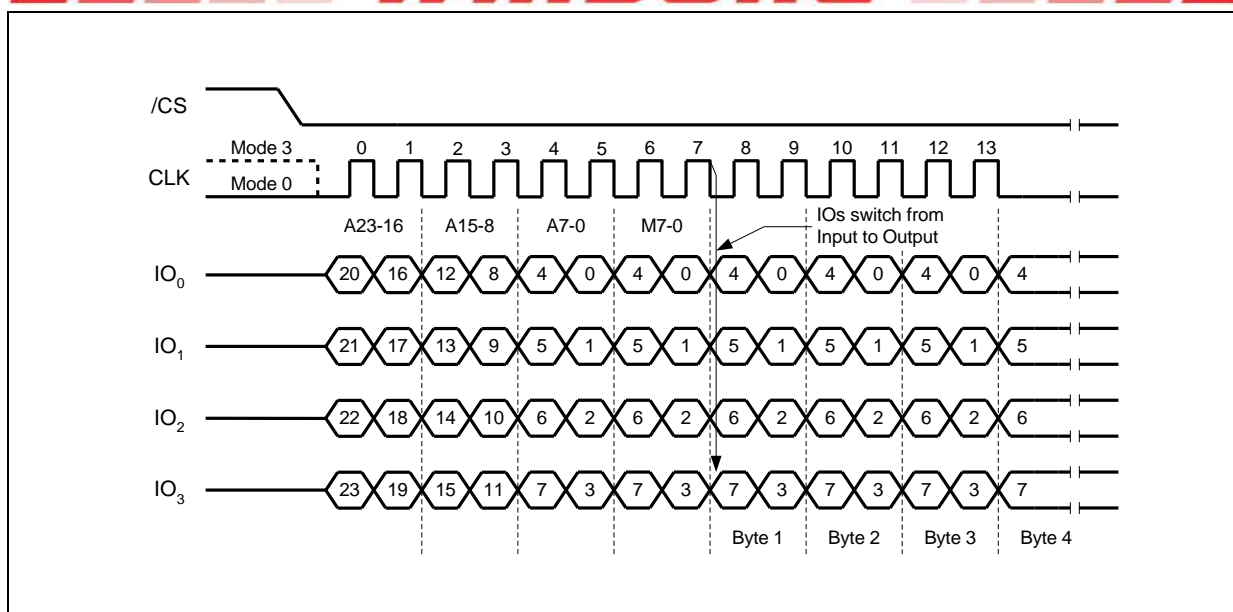 /CS
Mode 3 0 1 2 3 4 5 6 7 8 9 10 11 12 13
CLK
Mode 0
A23-16 A15-8 A7-0 M7-0
IOs switch from
Input to Output
IO0 20 16 12 8 4 0 4 0 4 0 4 0 4 0 4
IO1 21 17 13 9 5 1 5 1 5 1 5 1 5 1 5
IO2 22 18 14 10 6 2 6 2 6 2 6 2 6 2 6
IO3 23 19 15 11 7 3 7 3 7 3 7 3 7 3 7
Byte 1 Byte 2 Byte 3 Byte 4